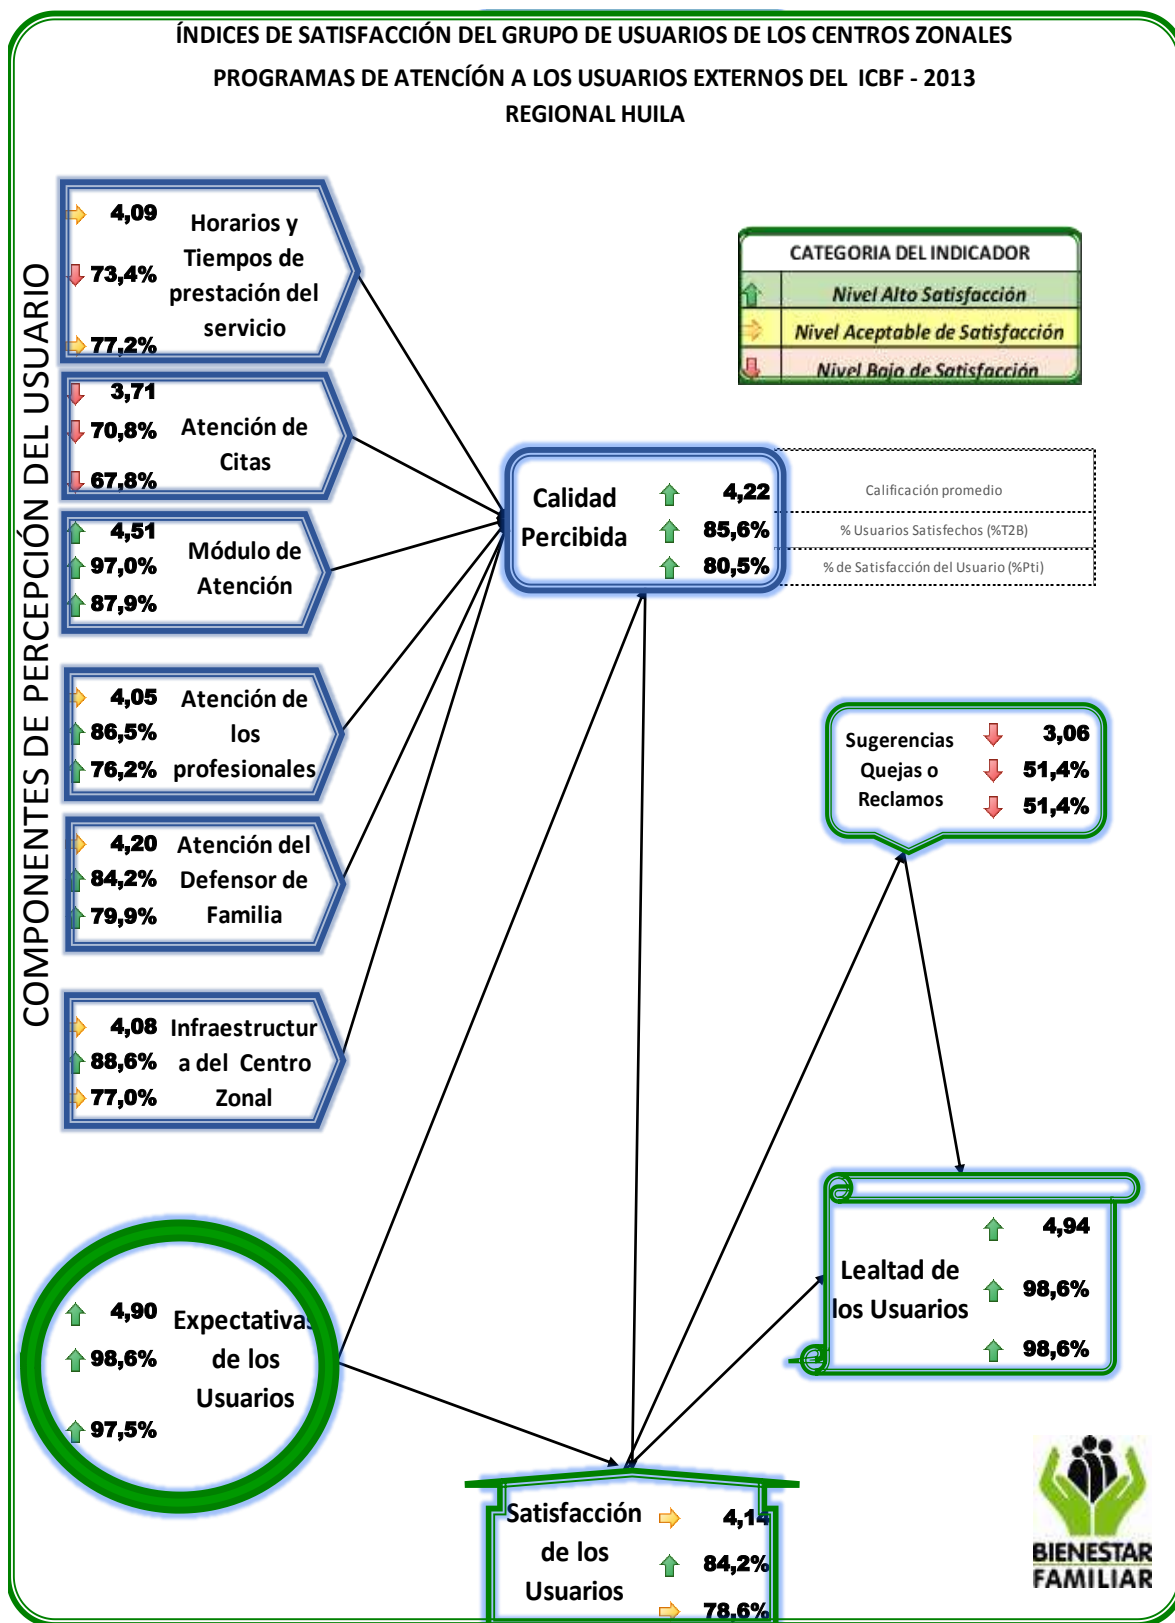 ÍNDICES DE SATISFACCIÓN DEL GRUPO DE USUARIOS DE LOS CENTROS ZONALES
PROGRAMAS DE ATENCÍÓN A LOS USUARIOS EXTERNOS DEL ICBF - 2013
REGIONAL HUILA
COMPONENTES DE PERCEPCIÓN DEL USUARIO
4,09
73,4%
77,2%
Horarios y
Tiempos de
prestación del
servicio
CATEGORIA DEL INDICADOR
Nivel Alto Satisfacción
Nivel Aceptable de Satisfacción
Nivel Bajo de Satisfacción
3,71
70,8%
67,8%
Atención de
Citas
Calidad
Percibida
4,22
85,6%
80,5%
Calificación promedio
% Usuarios Satisfechos (%T2B)
% de Satisfacción del Usuario (%Pti)
4,51
97,0%
87,9%
Módulo de
Atención
4,05
86,5%
76,2%
Atención de
los
profesionales
Sugerencias
Quejas o
Reclamos
3,06
51,4%
51,4%
4,20
84,2%
79,9%
Atención del
Defensor de
Familia
4,08
88,6%
77,0%
Infraestructur
a del Centro
Zonal
Lealtad de
los Usuarios
4,94
98,6%
98,6%
4,90
98,6%
97,5%
Expectativas
de los
Usuarios
Satisfacción
de los
Usuarios
4,14
84,2%
78,6%
BIENESTAR
FAMILIAR